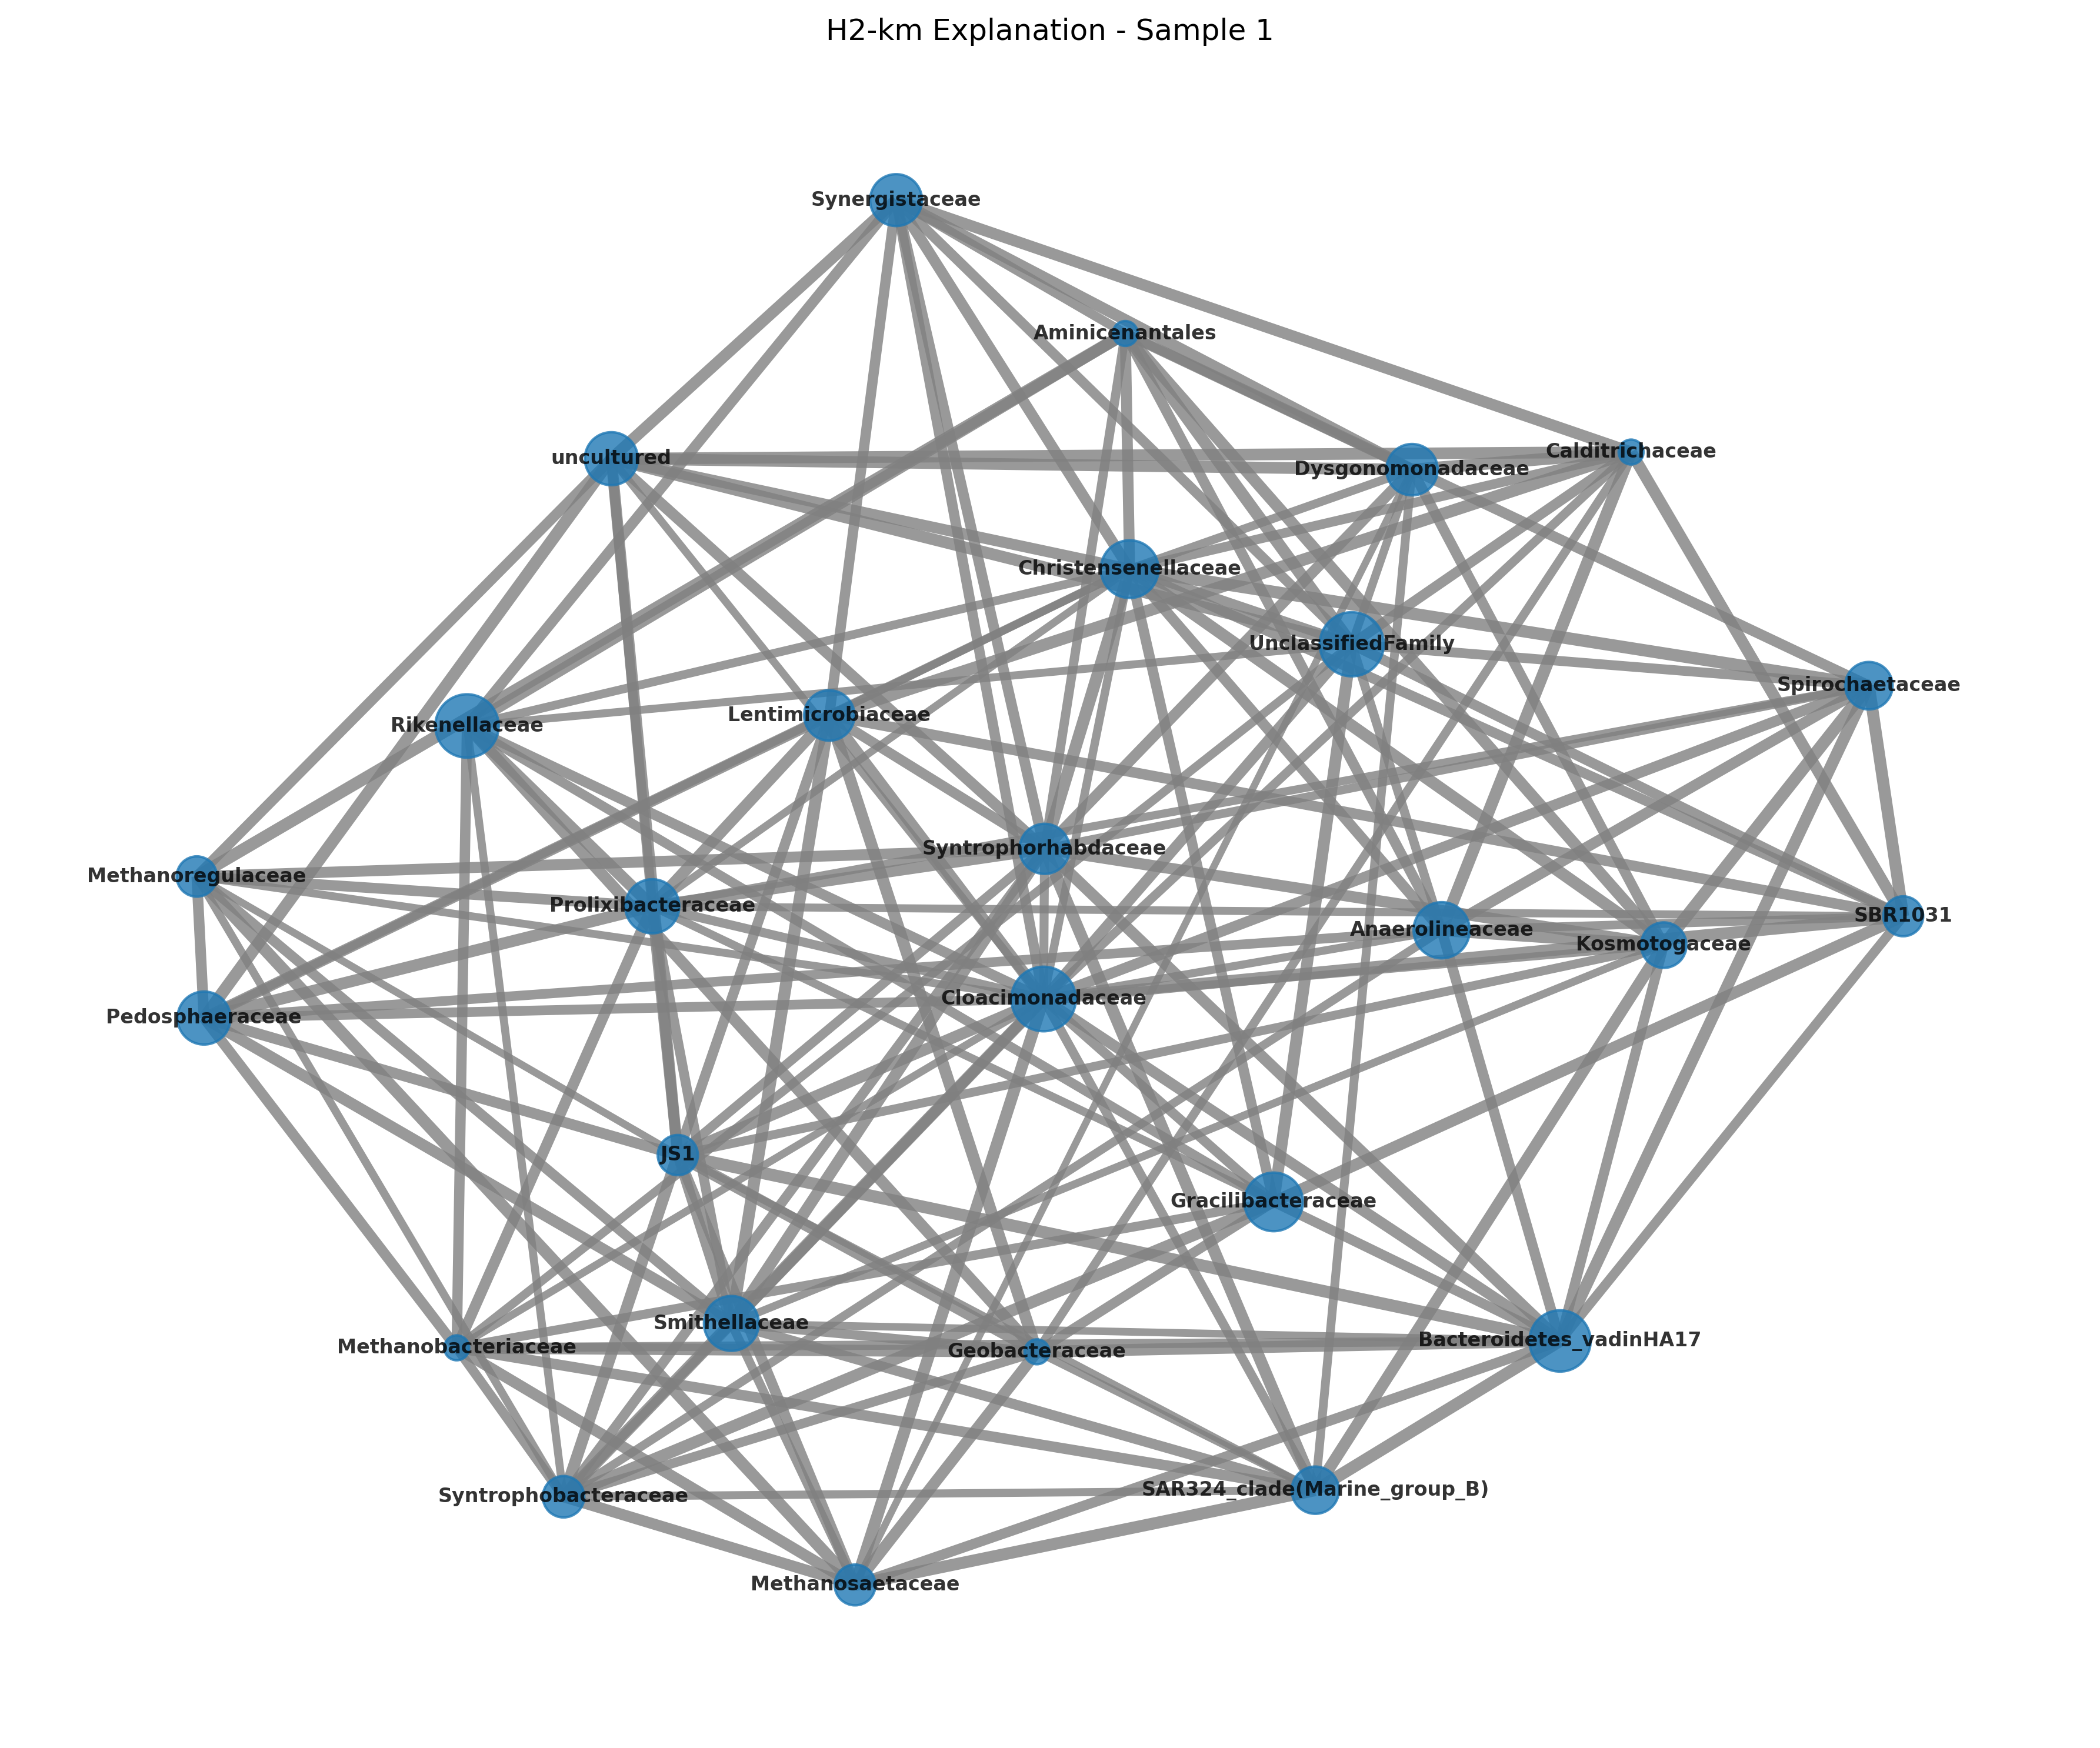 H2-km Explanation - Sample 1
Synergistaceae
Aminicenantales
Calditrichaceae
uncultured
Dysgonomonadaceae
Christensenellaceae
UnclassifiedFamily
Spirochaetaceae
Lentimicrobiaceae
Rikenellaceae
Syntrophorhabdaceae
Methanoregulaceae
Prolixibacteraceae
SBR1031
Anaerolineaceae
Kosmotogaceae
Cloacimonadaceae
Pedosphaeraceae
JS1
Gracilibacteraceae
Smithellaceae
Bacteroidetes_vadinHA17
Methanobacteriaceae
Geobacteraceae
SAR324_clade(Marine_group_B)
Syntrophobacteraceae
Methanosaetaceae